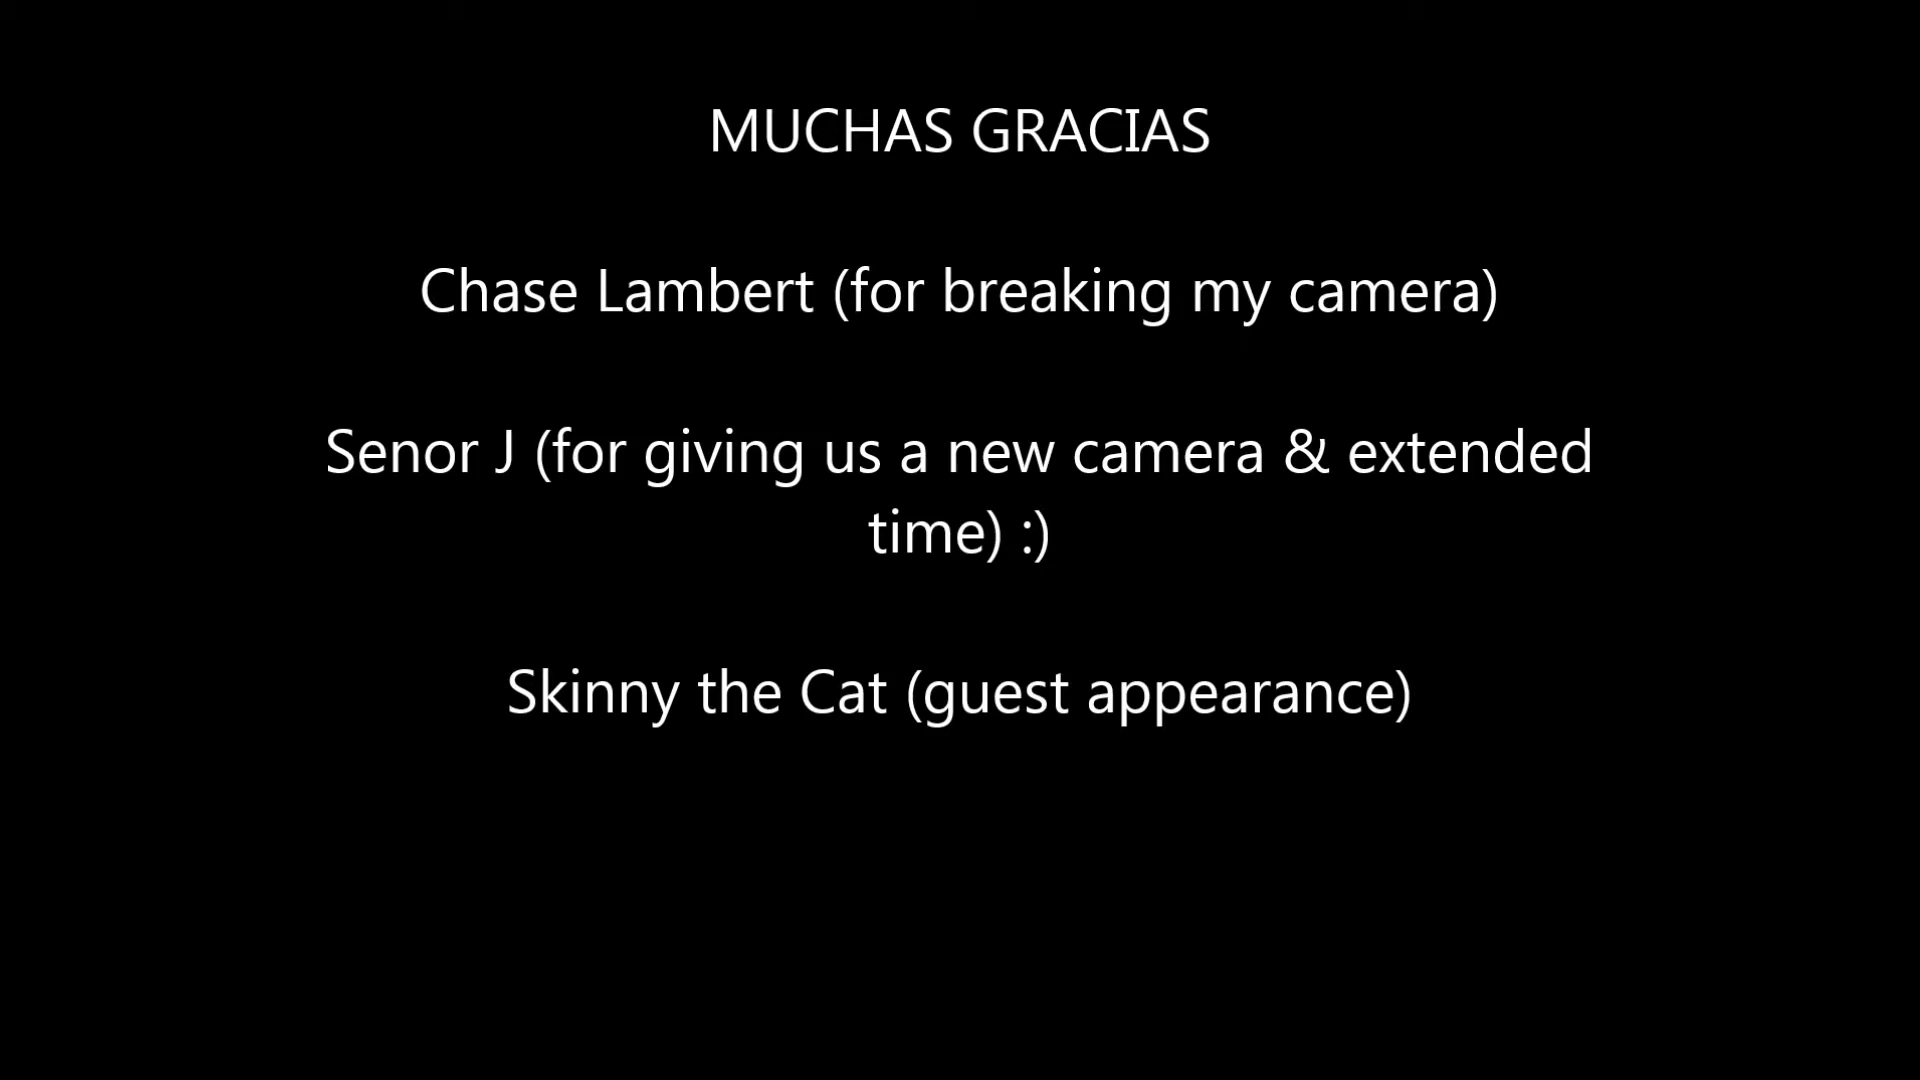 MUCHAS GRACIAS
Chase Lambert (for breaking my camera)
Senor J (for giving us a new camera & extended
time) :)
Skinny the Cat (guest appearance)